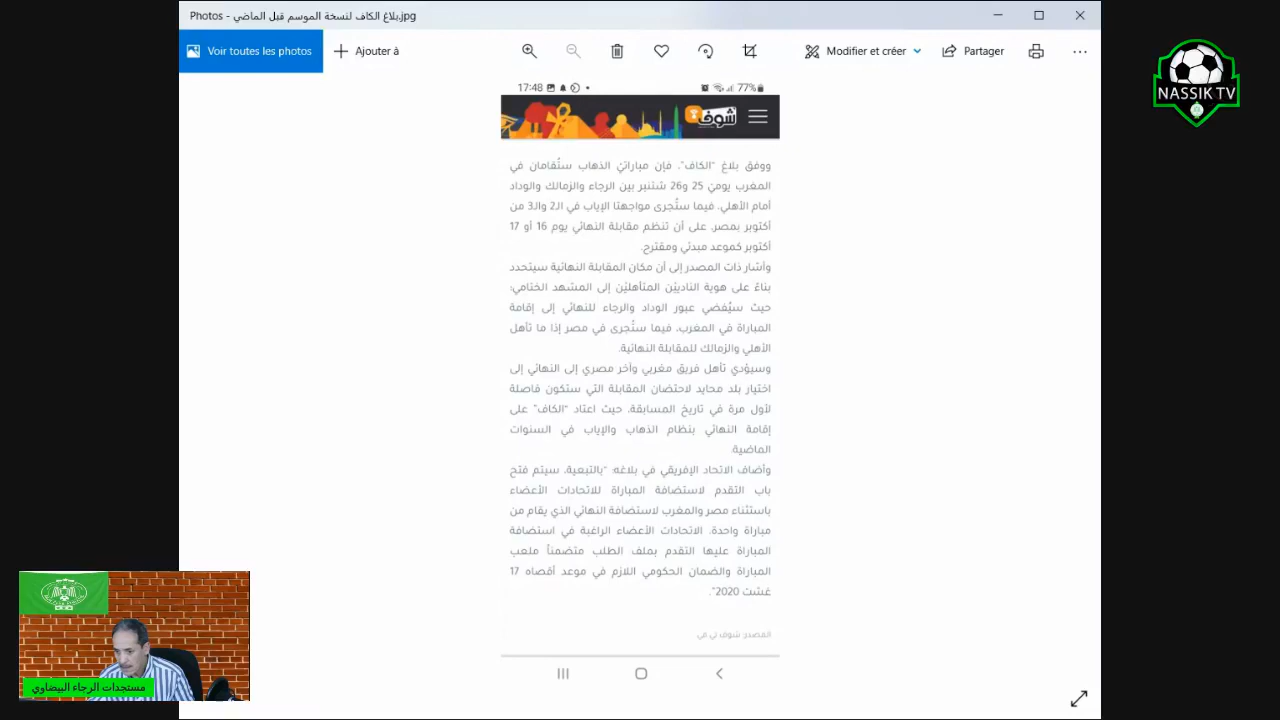 بلاغ الكاف لنسخة الموسم قبل الماضي.jpg - Photos
Voir toutes les photos
Ajouter à
Modifier et créer
Partager
NASSIK TV
17:48
77%
شوف
ووفق بلاغ "الكاف"، فإن مباراتيْ الذهاب ستُقامان في
المغرب يوميْ 25 و26 شتنبر بين الرجاء والزمالك والوداد
أمام الأهلي، فيما ستُجرى مواجهتا الإياب في الـ2 والـ3 من
أكتوبر بمصر، على أن تنظم مقابلة النهائي يوم 16 أو 17
أكتوبر كموعد مبدئي ومقترح.
وأشار ذات المصدر إلى أن مكان المقابلة النهائية سيتحدد
بناءً على هوية الناديين المتأهليْن إلى المشهد الختامي؛
حيث سيُفضي عبور الوداد والرجاء للنهائي إلى إقامة
المباراة في المغرب، فيما ستُجرى في مصر إذا ما تأهل
الأهلي والزمالك للمقابلة النهائية.
وسيؤدي تأهل فريق مغربي وآخر مصري إلى النهائي إلى
اختيار بلد محايد لاحتضان المقابلة التي ستكون فاصلة
لأول مرة في تاريخ المسابقة، حيث اعتاد "الكاف" على
إقامة النهائي بنظام الذهاب والإياب في السنوات
الماضية.
وأضاف الاتحاد الإفريقي في بلاغه: "بالتبعية، سيتم فتح
باب التقدم لاستضافة المباراة للاتحادات الأعضاء
باستثناء مصر والمغرب لاستضافة النهائي الذي يقام من
مباراة واحدة. الاتحادات الأعضاء الراغبة في استضافة
المباراة عليها التقدم بملف الطلب متضمناً ملعب
المباراة والضمان الحكومي اللازم في موعد أقصاه 17
غشت 2020".
المصدر: شوف تي في
مستجدات الرجاء البيضاوي